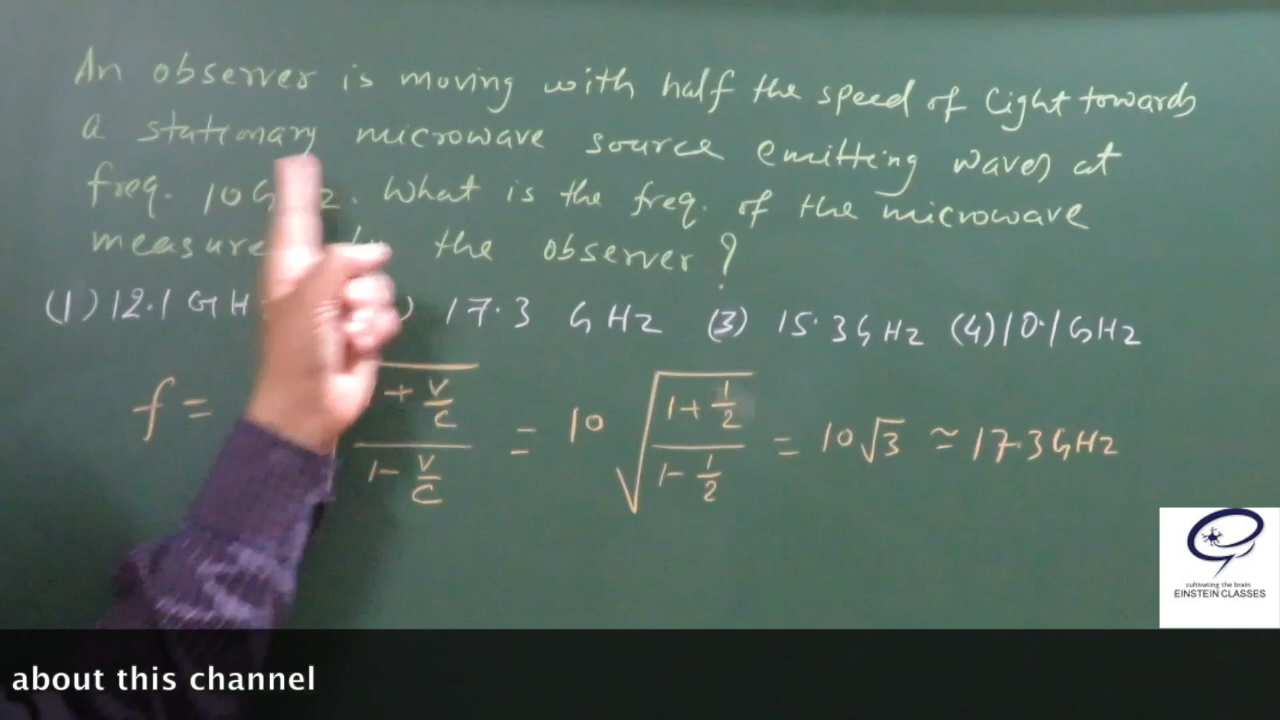 An observer is moving with half the speed of light towards
a stationary microwave source emitting waves at
freq. 10 GHz. What is the freq. of the microwave
measured by the observer?
(1) 12.1 GH ) 17.3 GHz (3) 15.3 GHz (4) 10.1 GHz
f = + V/C / 1 - V/C = 10 √(1 + 1/2 / 1 - 1/2) = 10√3 ≃ 17.3 GHz
cultivating the brain
EINSTEIN CLASSES
about this channel